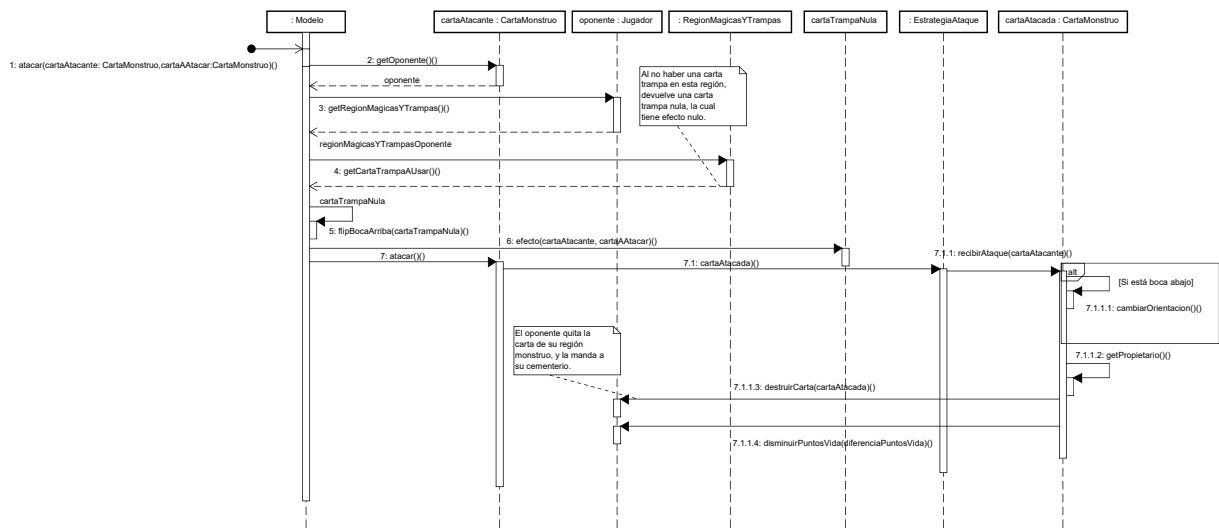 : Modelo
cartaAtacante : CartaMonstruo
oponente : Jugador
: RegionMagicasYTrampas
cartaTrampaNula
: EstrategiaAtaque
cartaAtacada : CartaMonstruo
1: atacar(cartaAtacante: CartaMonstruo,cartaAAtacar:CartaMonstruo)()
2: getOponente()()
oponente
3: getRegionMagicasYTrampas()()
Al no haber una carta
trampa en esta región,
devuelve una carta
trampa nula, la cual
tiene efecto nulo.
regionMagicasYTrampasOponente
4: getCartaTrampaAUsar()()
cartaTrampaNula
5: flipBocaArriba(cartaTrampaNula)()
6: efecto(cartaAtacante, cartaAAtacar)()
7: atacar()()
7.1: cartaAtacada)()
7.1.1: recibirAtaque(cartaAtacante)()
alt
[Si está boca abajo]
7.1.1.1: cambiarOrientacion()()
El oponente quita la
carta de su región
monstruo, y la manda a
su cementerio.
7.1.1.2: getPropietario()()
7.1.1.3: destruirCarta(cartaAtacada)()
7.1.1.4: disminuirPuntosVida(diferenciaPuntosVida)()